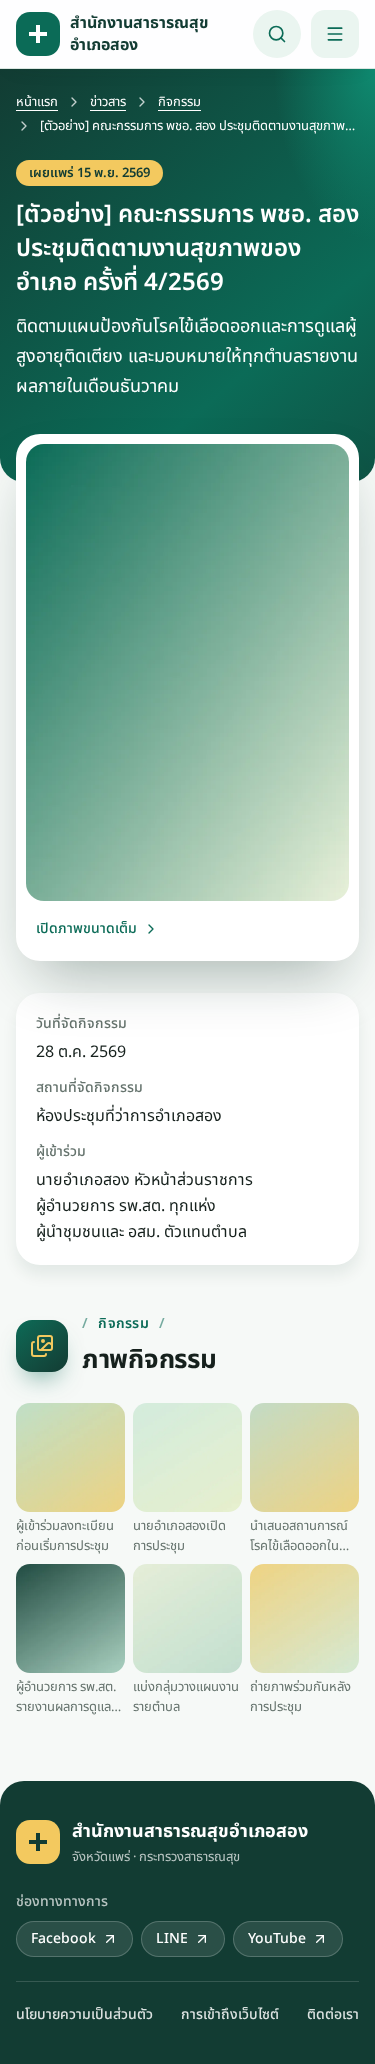 สำนักงานสาธารณสุข
อำเภอสอง
หน้าแรก > ข่าวสาร > กิจกรรม
> [ตัวอย่าง] คณะกรรมการ พชอ. สอง ประชุมติดตามงานสุขภาพ...
เผยแพร่ 15 พ.ย. 2569
[ตัวอย่าง] คณะกรรมการ พชอ. สอง
ประชุมติดตามงานสุขภาพของ
อำเภอ ครั้งที่ 4/2569
ติดตามแผนป้องกันโรคไข้เลือดออกและการดูแลผู้
สูงอายุติดเตียง และมอบหมายให้ทุกตำบลรายงาน
ผลภายในเดือนธันวาคม
เปิดภาพขนาดเต็ม
วันที่จัดกิจกรรม
28 ต.ค. 2569
สถานที่จัดกิจกรรม
ห้องประชุมที่ว่าการอำเภอสอง
ผู้เข้าร่วม
นายอำเภอสอง หัวหน้าส่วนราชการ
ผู้อำนวยการ รพ.สต. ทุกแห่ง
ผู้นำชุมชนและ อสม. ตัวแทนตำบล
/ กิจกรรม /
ภาพกิจกรรม
ผู้เข้าร่วมลงทะเบียน
ก่อนเริ่มการประชุม
นายอำเภอสองเปิด
การประชุม
นำเสนอสถานการณ์
โรคไข้เลือดออกใน...
ผู้อำนวยการ รพ.สต.
รายงานผลการดูแล...
แบ่งกลุ่มวางแผนงาน
รายตำบล
ถ่ายภาพร่วมกันหลัง
การประชุม
สำนักงานสาธารณสุขอำเภอสอง
จังหวัดแพร่ · กระทรวงสาธารณสุข
ช่องทางทางการ
Facebook LINE YouTube
นโยบายความเป็นส่วนตัว การเข้าถึงเว็บไซต์ ติดต่อเรา